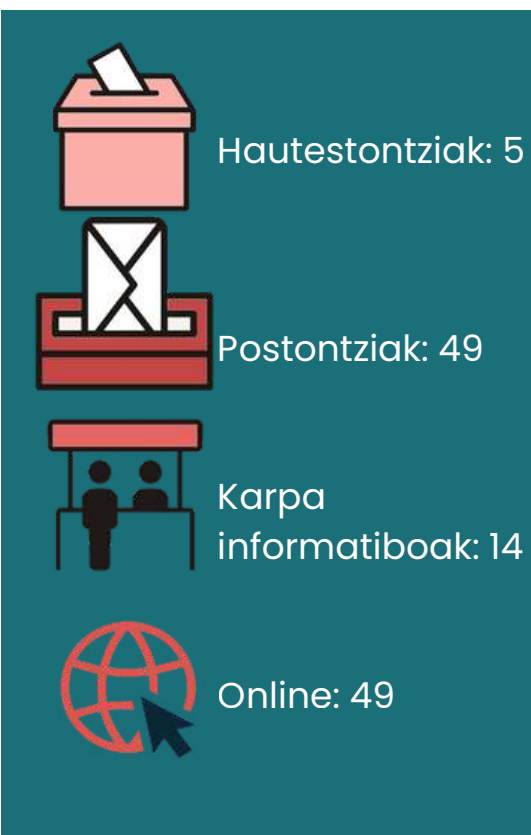 Hautestontziak: 5
Postontziak: 49
Karpa
informatiboak: 14
Online: 49